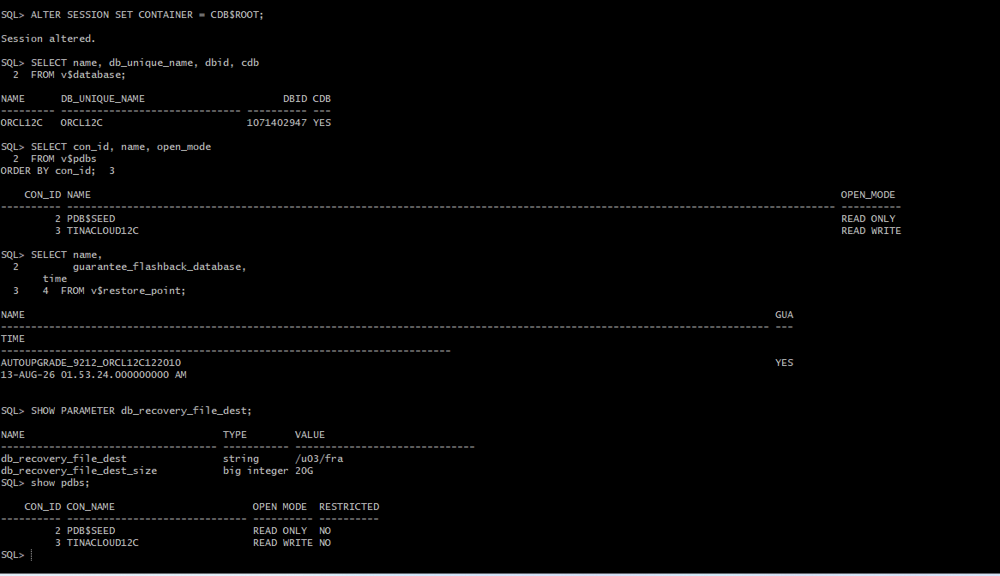 SQL> ALTER SESSION SET CONTAINER = CDB$ROOT;
Session altered.
SQL> SELECT name, db_unique_name, dbid, cdb
  2  FROM v$database;
NAME      DB_UNIQUE_NAME                       DBID CDB
--------- ------------------------------ ---------- ---
ORCL12C   ORCL12C                        1071402947 YES
SQL> SELECT con_id, name, open_mode
  2  FROM v$pdbs
ORDER BY con_id;  3
    CON_ID NAME                                                                                                                             OPEN_MODE
---------- -------------------------------------------------------------------------------------------------------------------------------- ----------
         2 PDB$SEED                                                                                                                         READ ONLY
         3 TINACLOUD12C                                                                                                                     READ WRITE
SQL> SELECT name,
  2         guarantee_flashback_database,
       time
  3    4  FROM v$restore_point;
NAME                                                                                                                             GUA
-------------------------------------------------------------------------------------------------------------------------------- ---
TIME
---------------------------------------------------------------------------
AUTOUPGRADE_9212_ORCL12C122010                                                                                                   YES
13-AUG-26 01.53.24.000000000 AM
SQL> SHOW PARAMETER db_recovery_file_dest;
NAME                                 TYPE        VALUE
------------------------------------ ----------- ------------------------------
db_recovery_file_dest                string      /u03/fra
db_recovery_file_dest_size           big integer 20G
SQL> show pdbs;
    CON_ID CON_NAME                       OPEN MODE  RESTRICTED
---------- ------------------------------ ---------- ----------
         2 PDB$SEED                       READ ONLY  NO
         3 TINACLOUD12C                   READ WRITE NO
SQL>